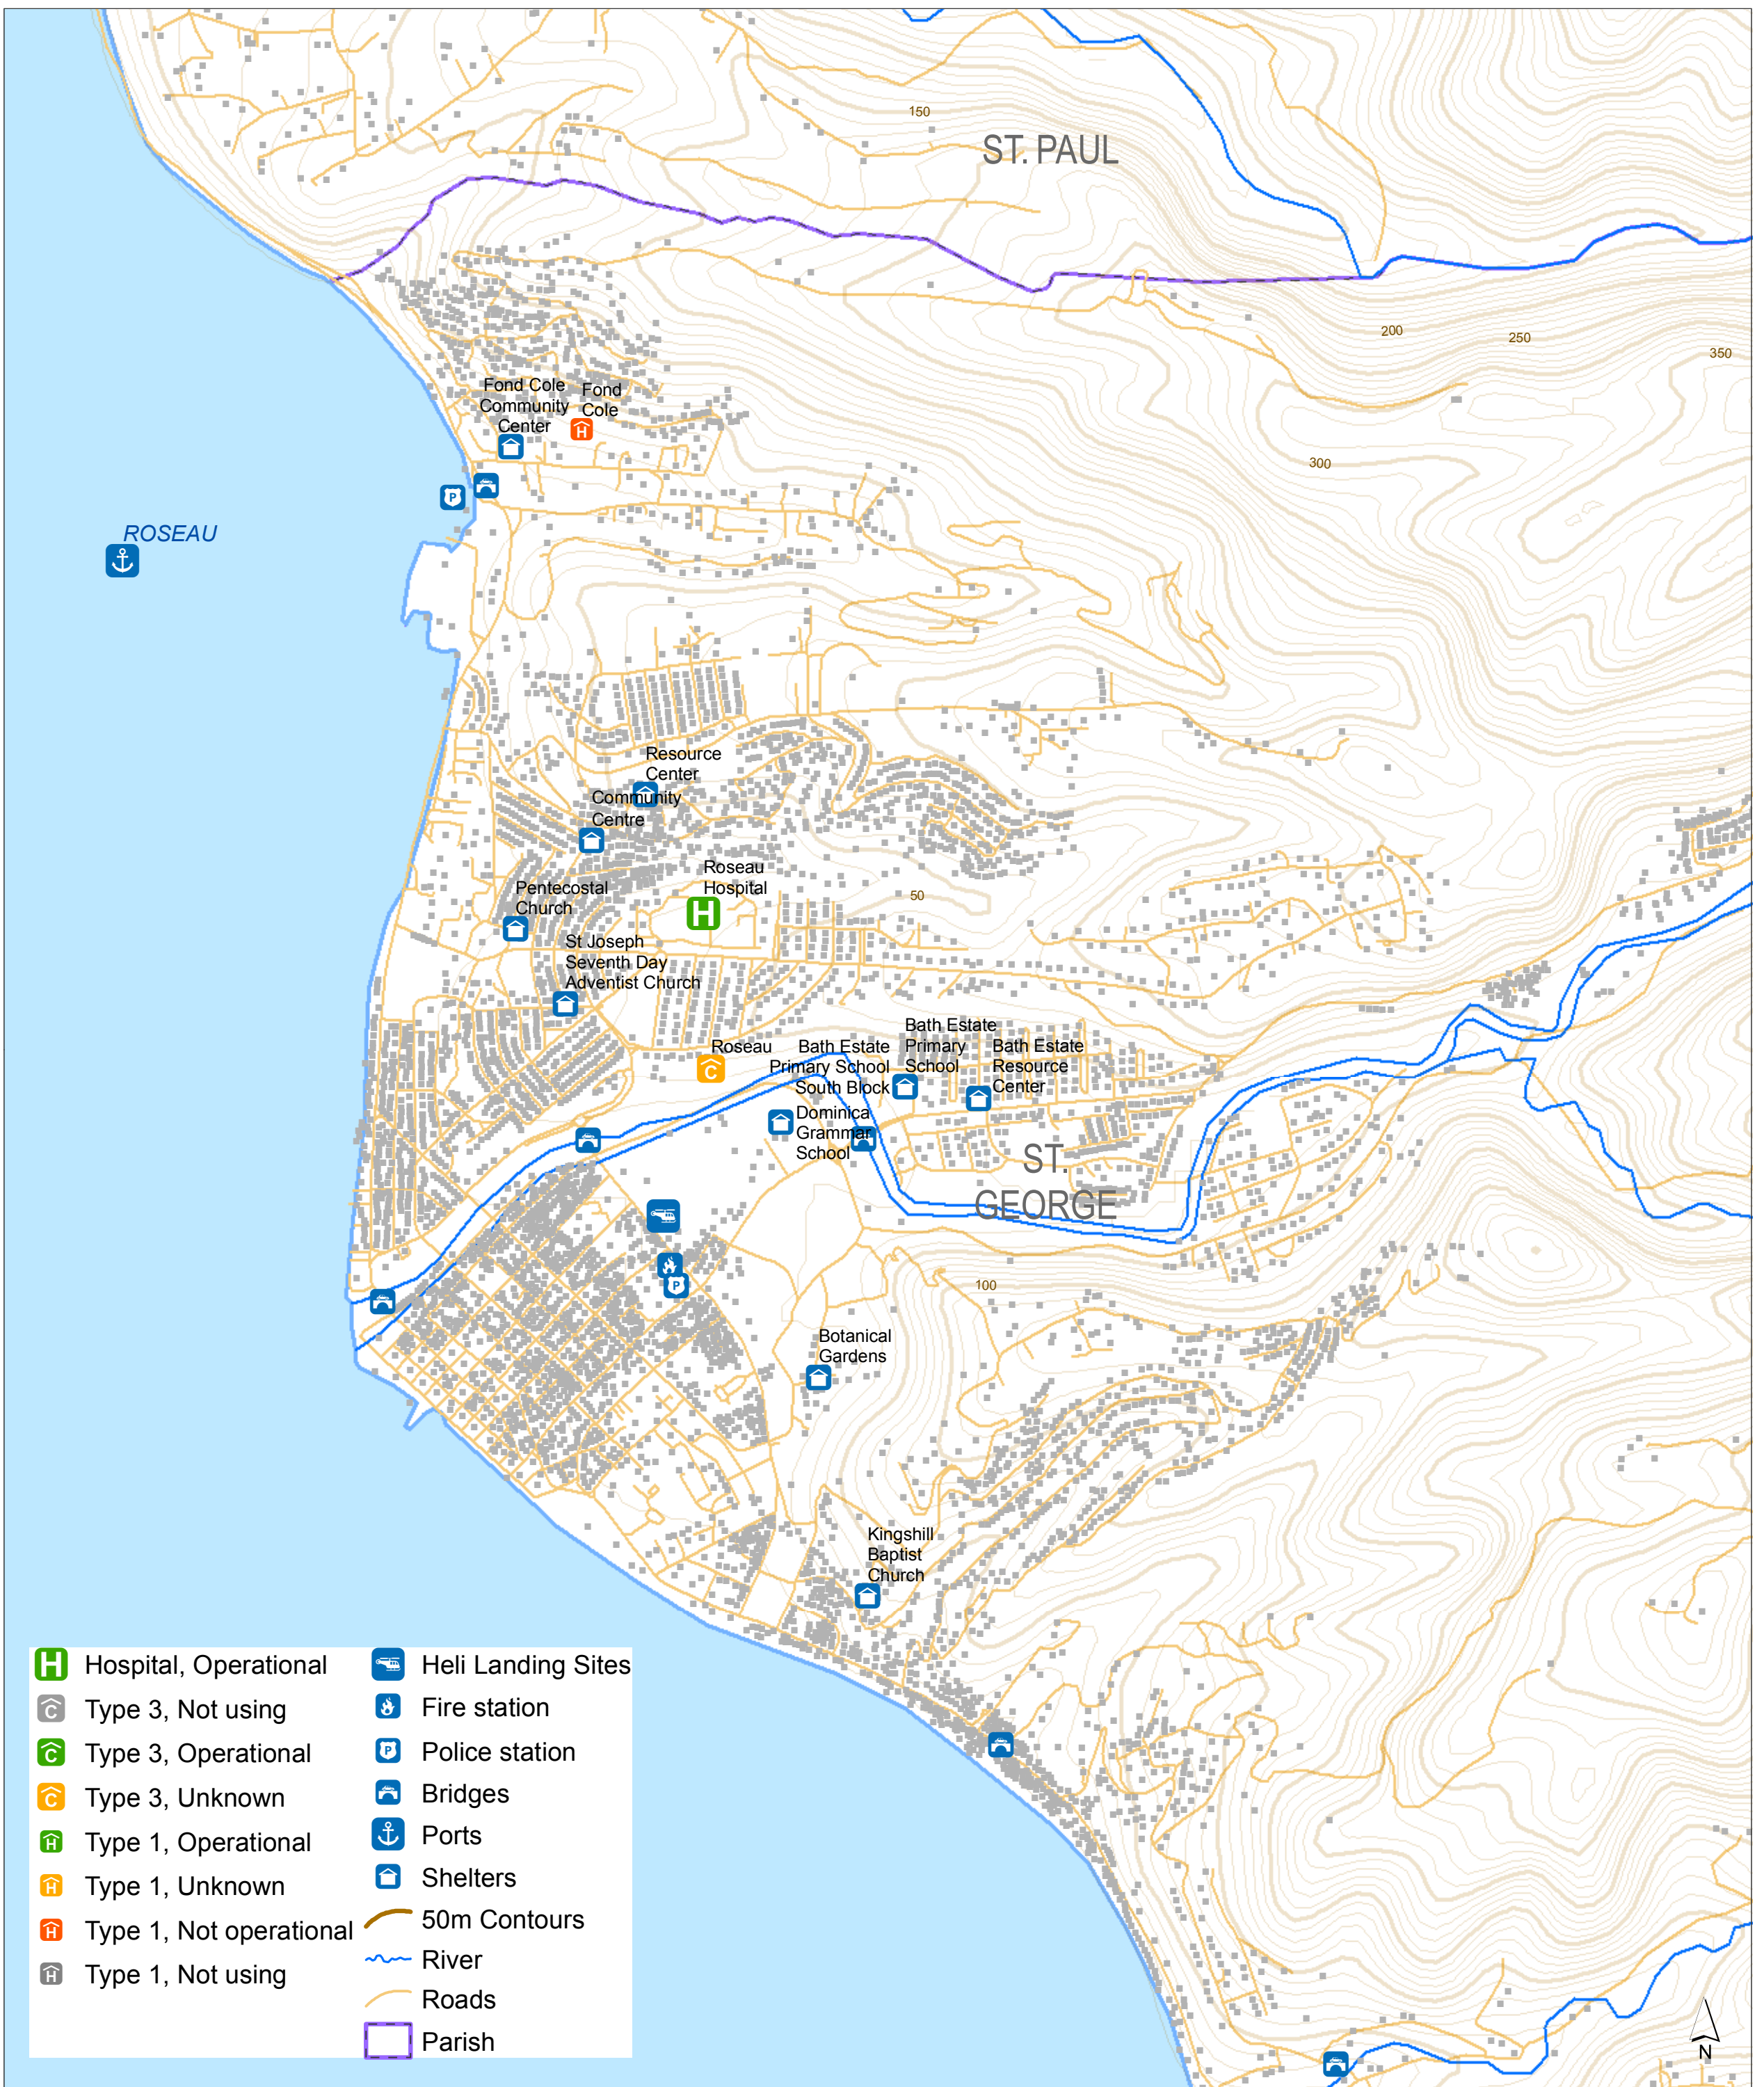 150
ST. PAUL
200
250
350
Fond Cole
Community
Center
Fond
Cole
H
300
P
ROSEAU
Resource
Center
Community
Centre
Roseau
Hospital
H
50
Pentecostal
Church
St Joseph
Seventh Day
Adventist Church
Roseau
C
Bath Estate
Primary School
South Block
Bath Estate
Primary
School
Bath Estate
Resource
Center
Dominica
Grammar
School
ST.
GEORGE
P
100
Botanical
Gardens
Kingshill
Baptist
Church
H Hospital, Operational
C Type 3, Not using
C Type 3, Operational
C Type 3, Unknown
H Type 1, Operational
H Type 1, Unknown
H Type 1, Not operational
H Type 1, Not using
Heli Landing Sites
Fire station
P Police station
Bridges
Ports
Shelters
50m Contours
River
Roads
Parish
N